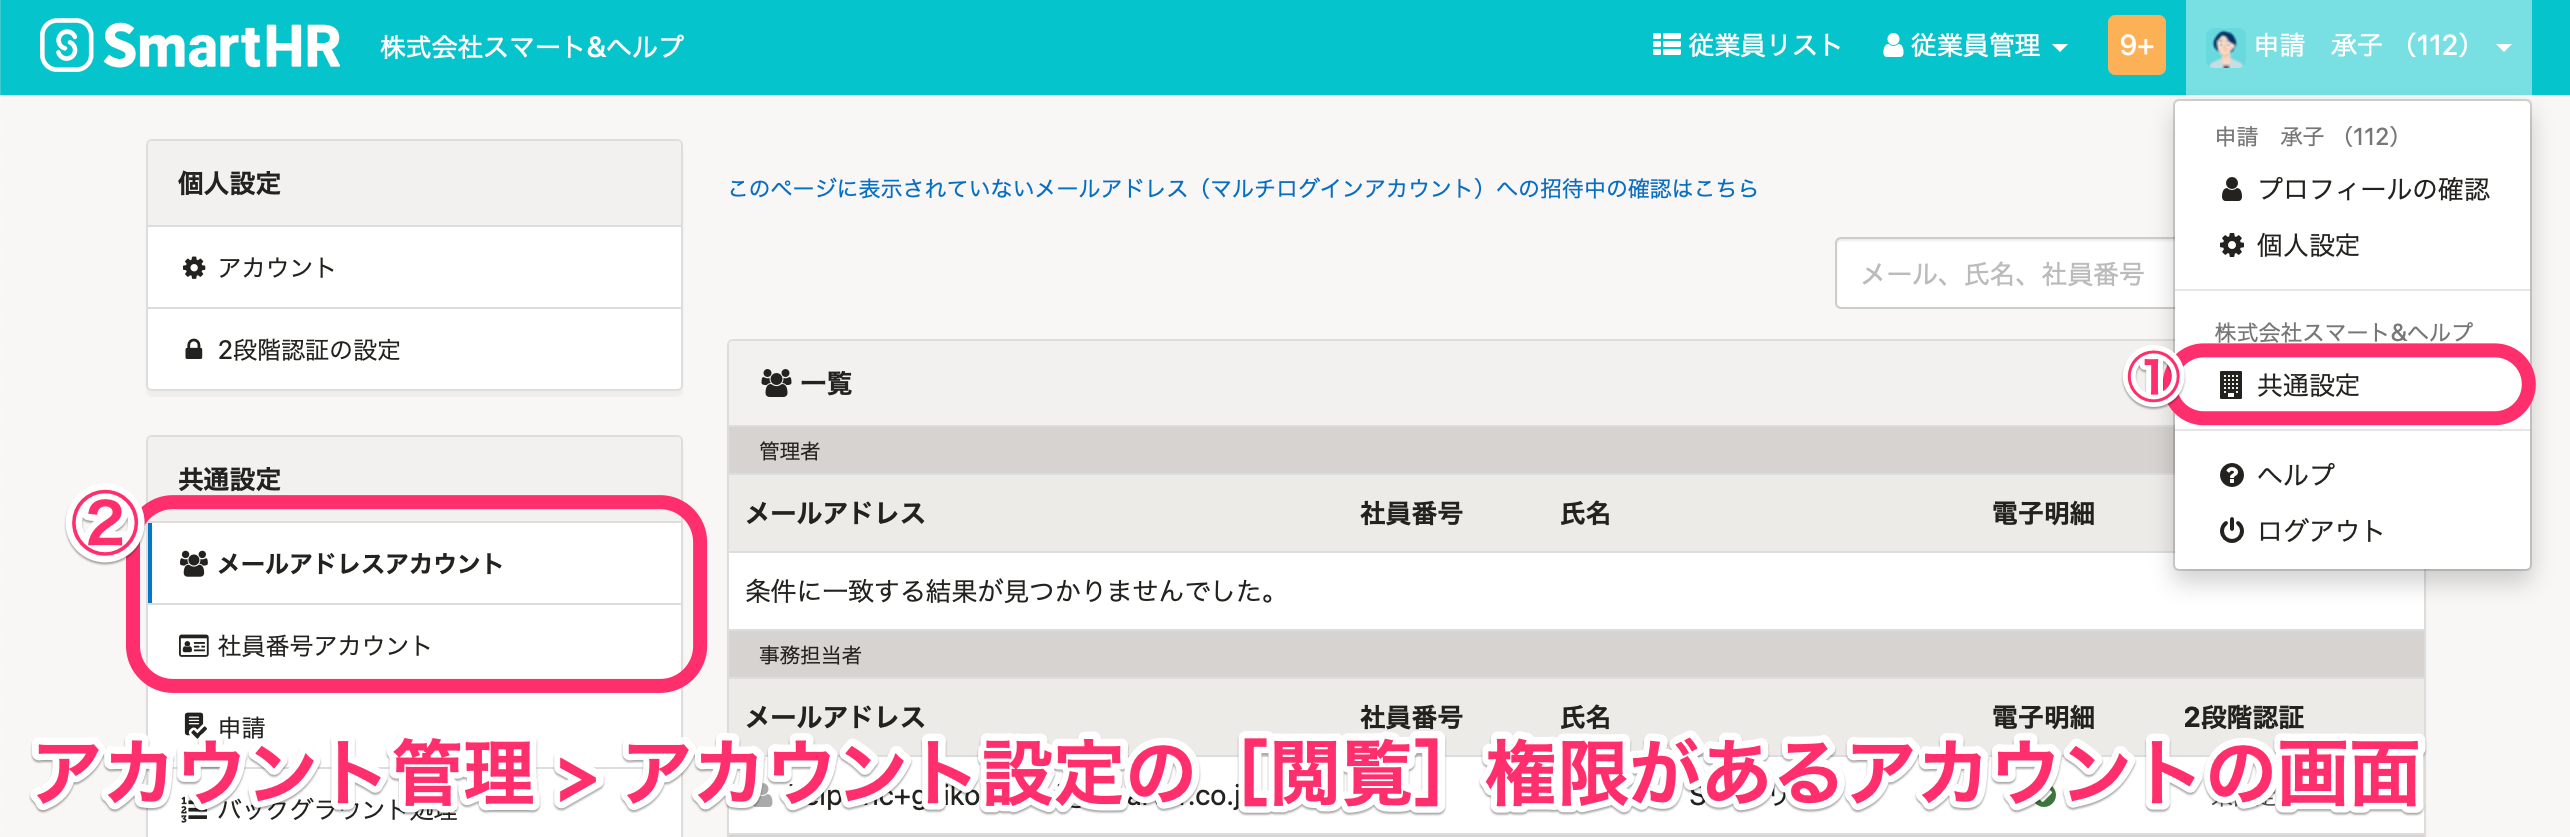 SmartHR 株式会社スマート&ヘルプ 従業員リスト 従業員管理 9+ 申請 承子 (112)
申請 承子 (112)
プロフィールの確認
個人設定
株式会社スマート&ヘルプ
① 共通設定
ヘルプ
ログアウト
個人設定
アカウント
2段階認証の設定
共通設定
② メールアドレスアカウント
社員番号アカウント
申請
バックグラウンド処理
このページに表示されていないメールアドレス（マルチログインアカウント）への招待中の確認はこちら
メール、氏名、社員番号
一覧
管理者
メールアドレス 社員番号 氏名 電子明細
条件に一致する結果が見つかりませんでした。
事務担当者
メールアドレス 社員番号 氏名 電子明細 2段階認証
アカウント管理 > アカウント設定の［閲覧］権限があるアカウントの画面